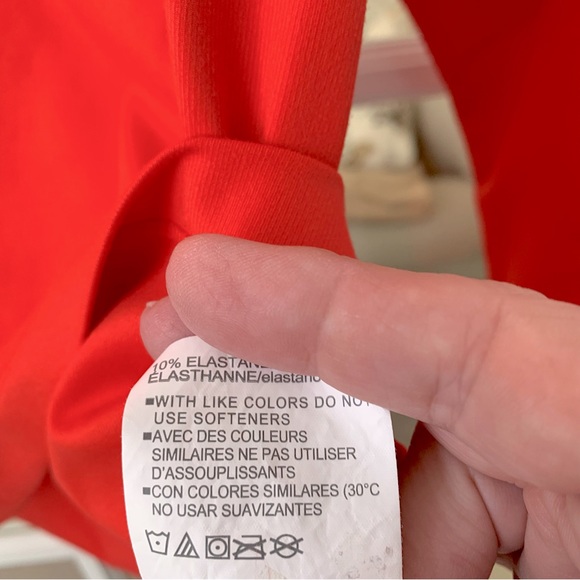 10% ELASTAN
ELASTHANNE/elastano
■WITH LIKE COLORS DO NOT
USE SOFTENERS
■AVEC DES COULEURS
SIMILAIRES NE PAS UTILISER
D'ASSOUPLISSANTS
■CON COLORES SIMILARES (30°C
NO USAR SUAVIZANTES